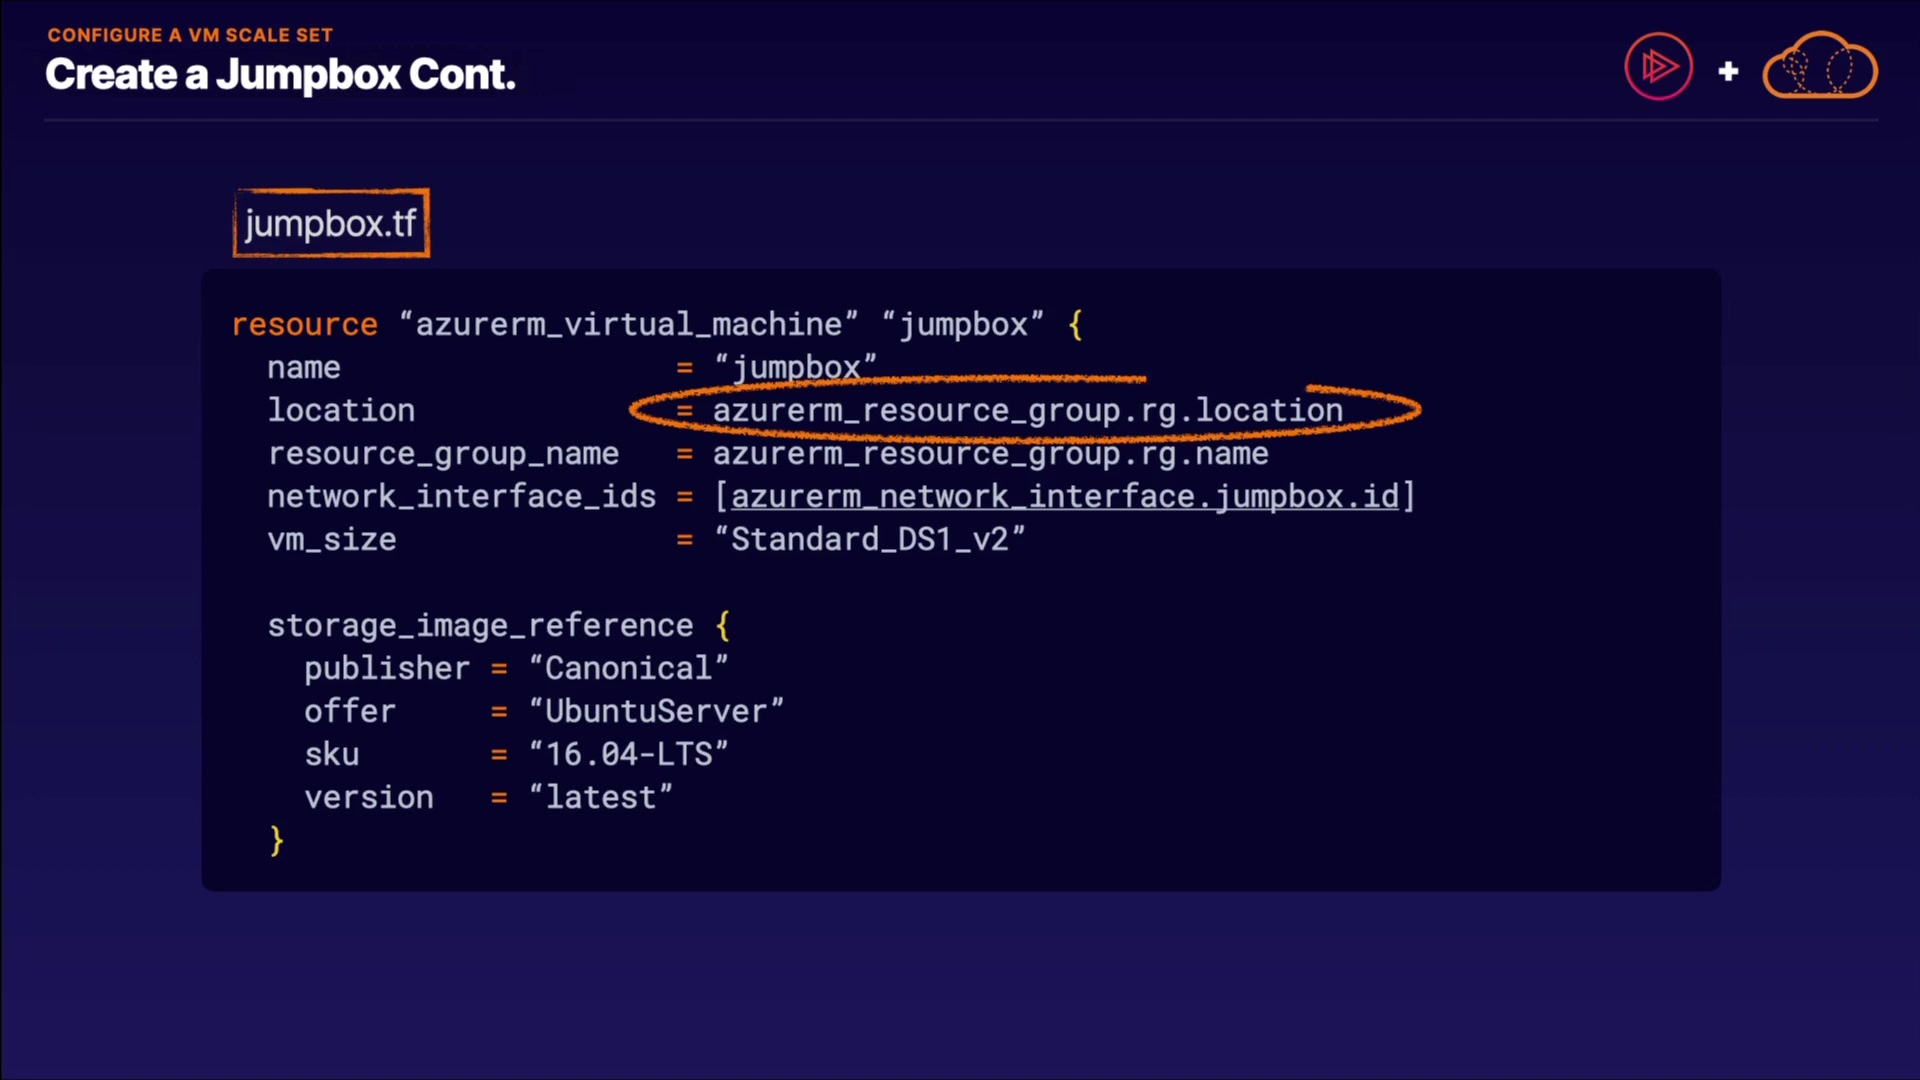 CONFIGURE A VM SCALE SET
Create a Jumpbox Cont.
+
jumpbox.tf
resource “azurerm_virtual_machine” “jumpbox” {
  name                  = “jumpbox”
  location              = azurerm_resource_group.rg.location
  resource_group_name   = azurerm_resource_group.rg.name
  network_interface_ids = [azurerm_network_interface.jumpbox.id]
  vm_size               = “Standard_DS1_v2”
  storage_image_reference {
    publisher = “Canonical”
    offer     = “UbuntuServer”
    sku       = “16.04-LTS”
    version   = “latest”
  }